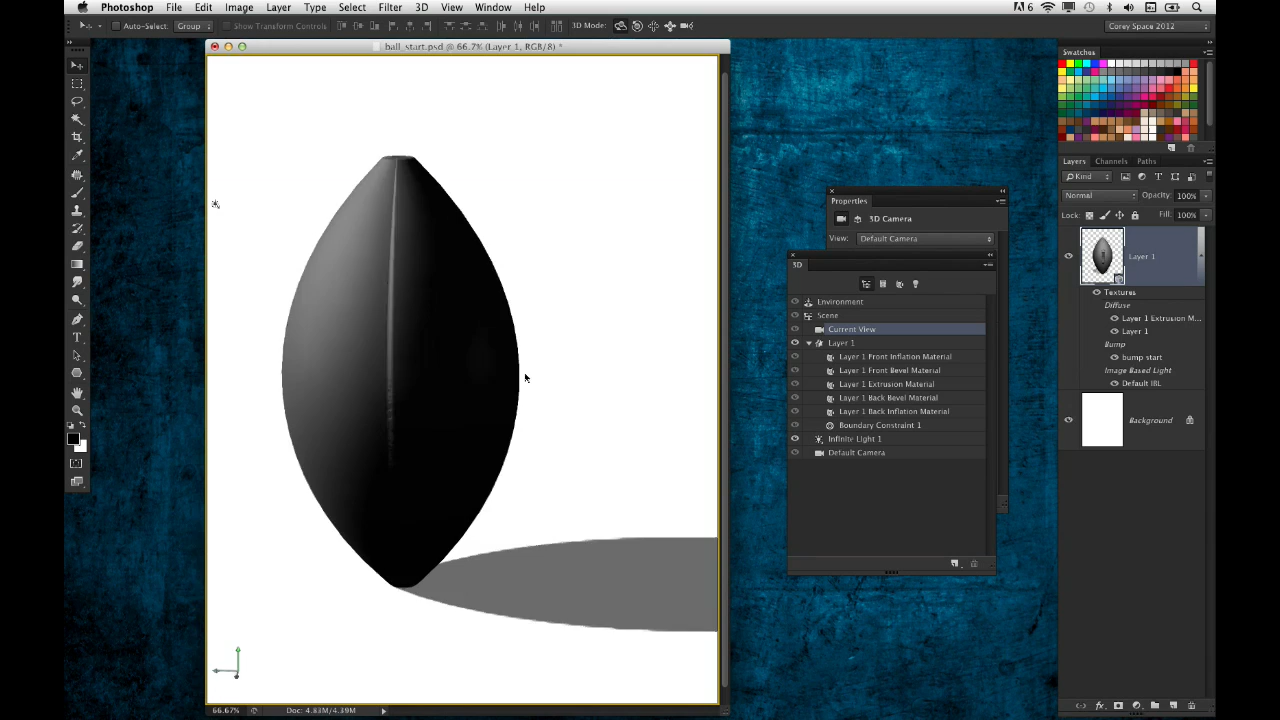 Photoshop File Edit Image Layer Type Select Filter 3D View Window Help
6
Auto-Select: Group Show Transform Controls 3D Mode: Corey Space 2012
ball_start.psd @ 66.7% (Layer 1, RGB/8) *
Swatches
Layers Channels Paths
Kind
Normal Opacity: 100%
Lock: Fill: 100%
Layer 1
Textures
Diffuse
Layer 1 Extrusion M...
Layer 1
Bump
bump start
Image Based Light
Default IBL
Background
Properties
3D Camera
View: Default Camera
3D
Environment
Scene
Current View
Layer 1
Layer 1 Front Inflation Material
Layer 1 Front Bevel Material
Layer 1 Extrusion Material
Layer 1 Back Bevel Material
Layer 1 Back Inflation Material
Boundary Constraint 1
Infinite Light 1
Default Camera
66.67% Doc: 4.83M/4.39M